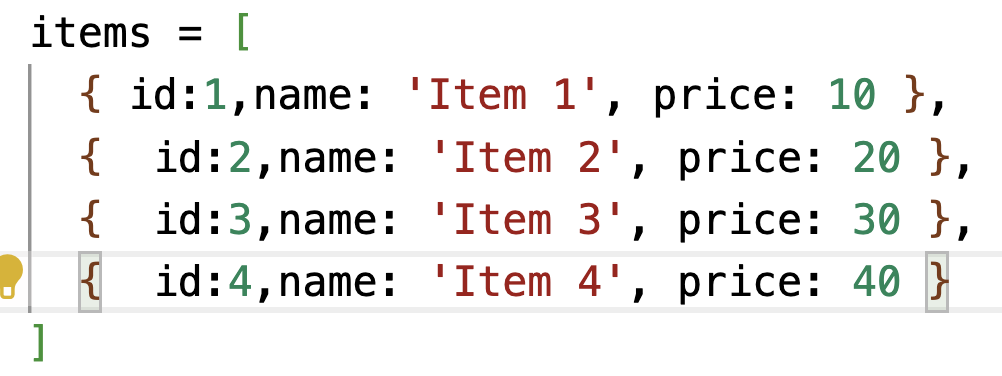 items = [
{ id:1,name: 'Item 1', price: 10 },
{  id:2,name: 'Item 2', price: 20 },
{  id:3,name: 'Item 3', price: 30 },
{  id:4,name: 'Item 4', price: 40 }
]